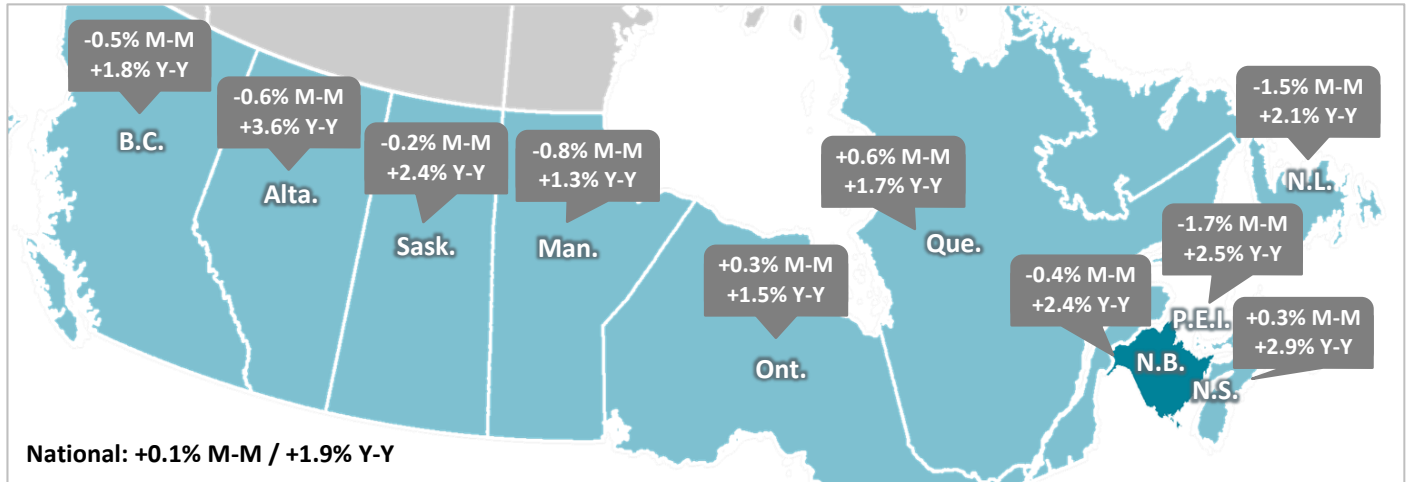 -0.5% M-M
+1.8% Y-Y
B.C.
-0.6% M-M
+3.6% Y-Y
Alta.
-0.2% M-M
+2.4% Y-Y
Sask.
-0.8% M-M
+1.3% Y-Y
Man.
+0.3% M-M
+1.5% Y-Y
Ont.
+0.6% M-M
+1.7% Y-Y
Que.
-1.5% M-M
+2.1% Y-Y
N.L.
-1.7% M-M
+2.5% Y-Y
P.E.I.
-0.4% M-M
+2.4% Y-Y
N.B.
+0.3% M-M
+2.9% Y-Y
N.S.
National: +0.1% M-M / +1.9% Y-Y